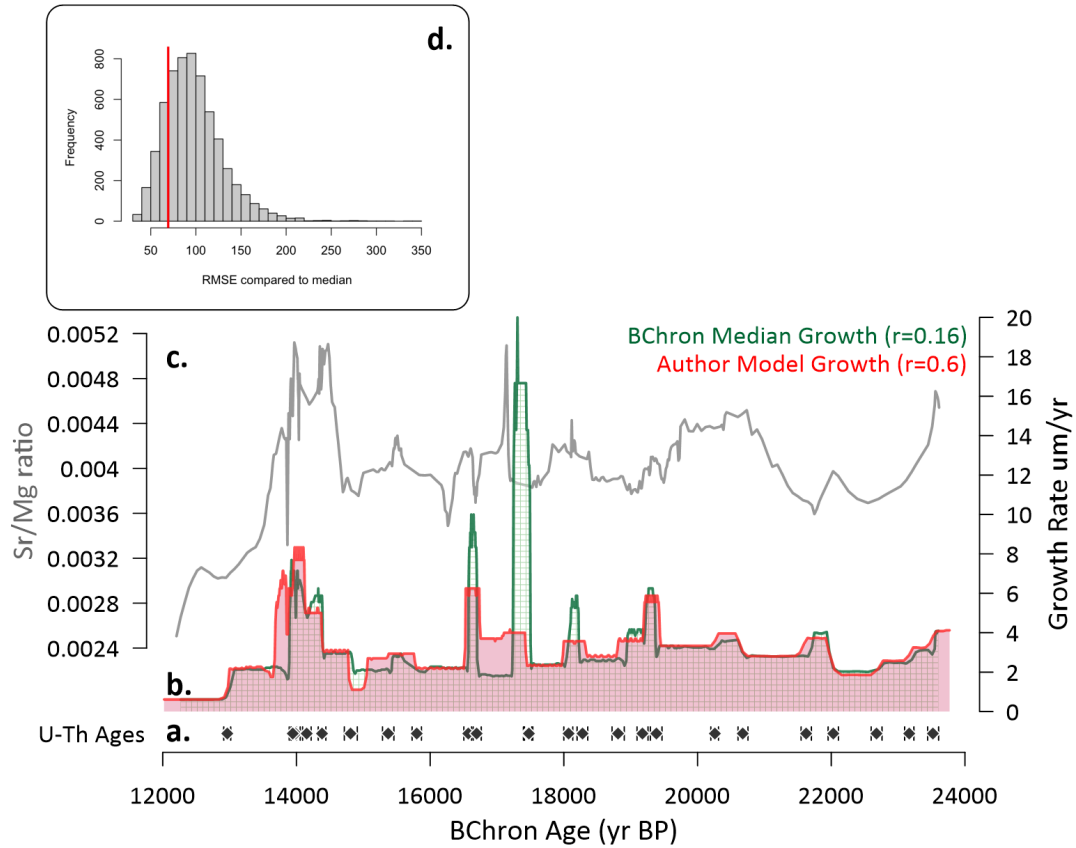 d.
800
600
400
200
0
Frequency
50 100 150 200 250 300 350
RMSE compared to median
c.
BChron Median Growth (r=0.16)
Author Model Growth (r=0.6)
0.0052
0.0048
0.0044
0.004
0.0036
0.0032
0.0028
0.0024
Sr/Mg ratio
20
18
16
14
12
10
8
6
4
2
0
Growth Rate um/yr
b.
U-Th Ages a.
12000 14000 16000 18000 20000 22000 24000
BChron Age (yr BP)